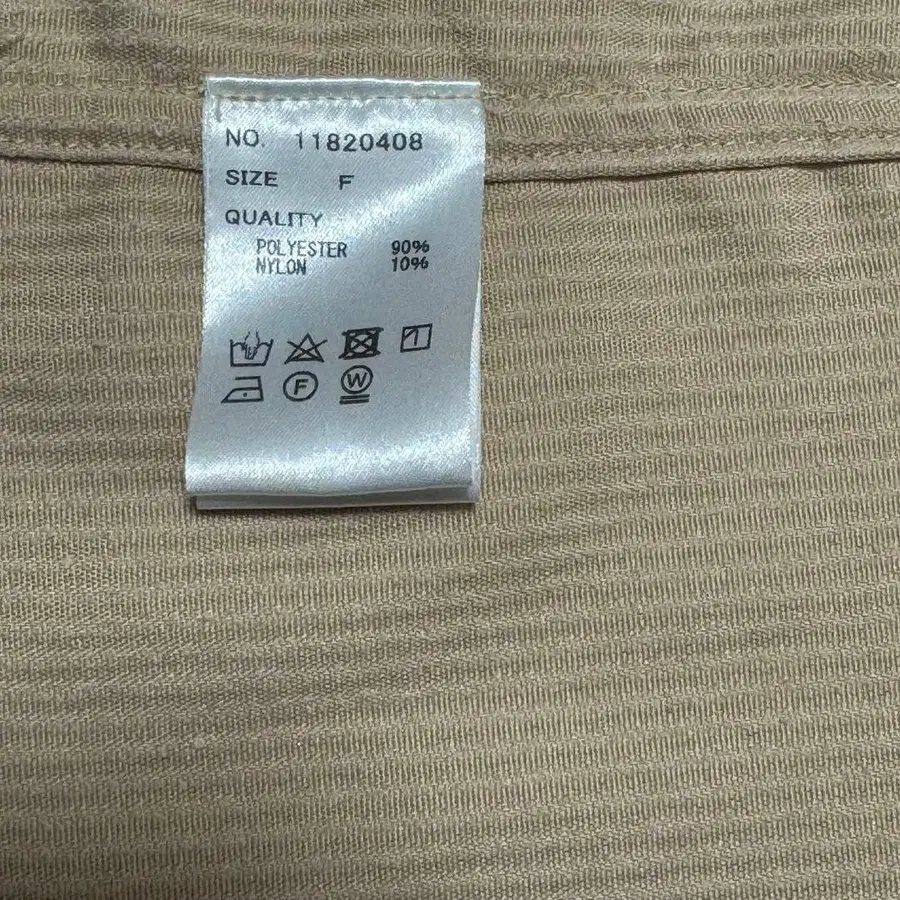 NO. 11820408
SIZE F
QUALITY
POLYESTER 90%
NYLON 10%
F W